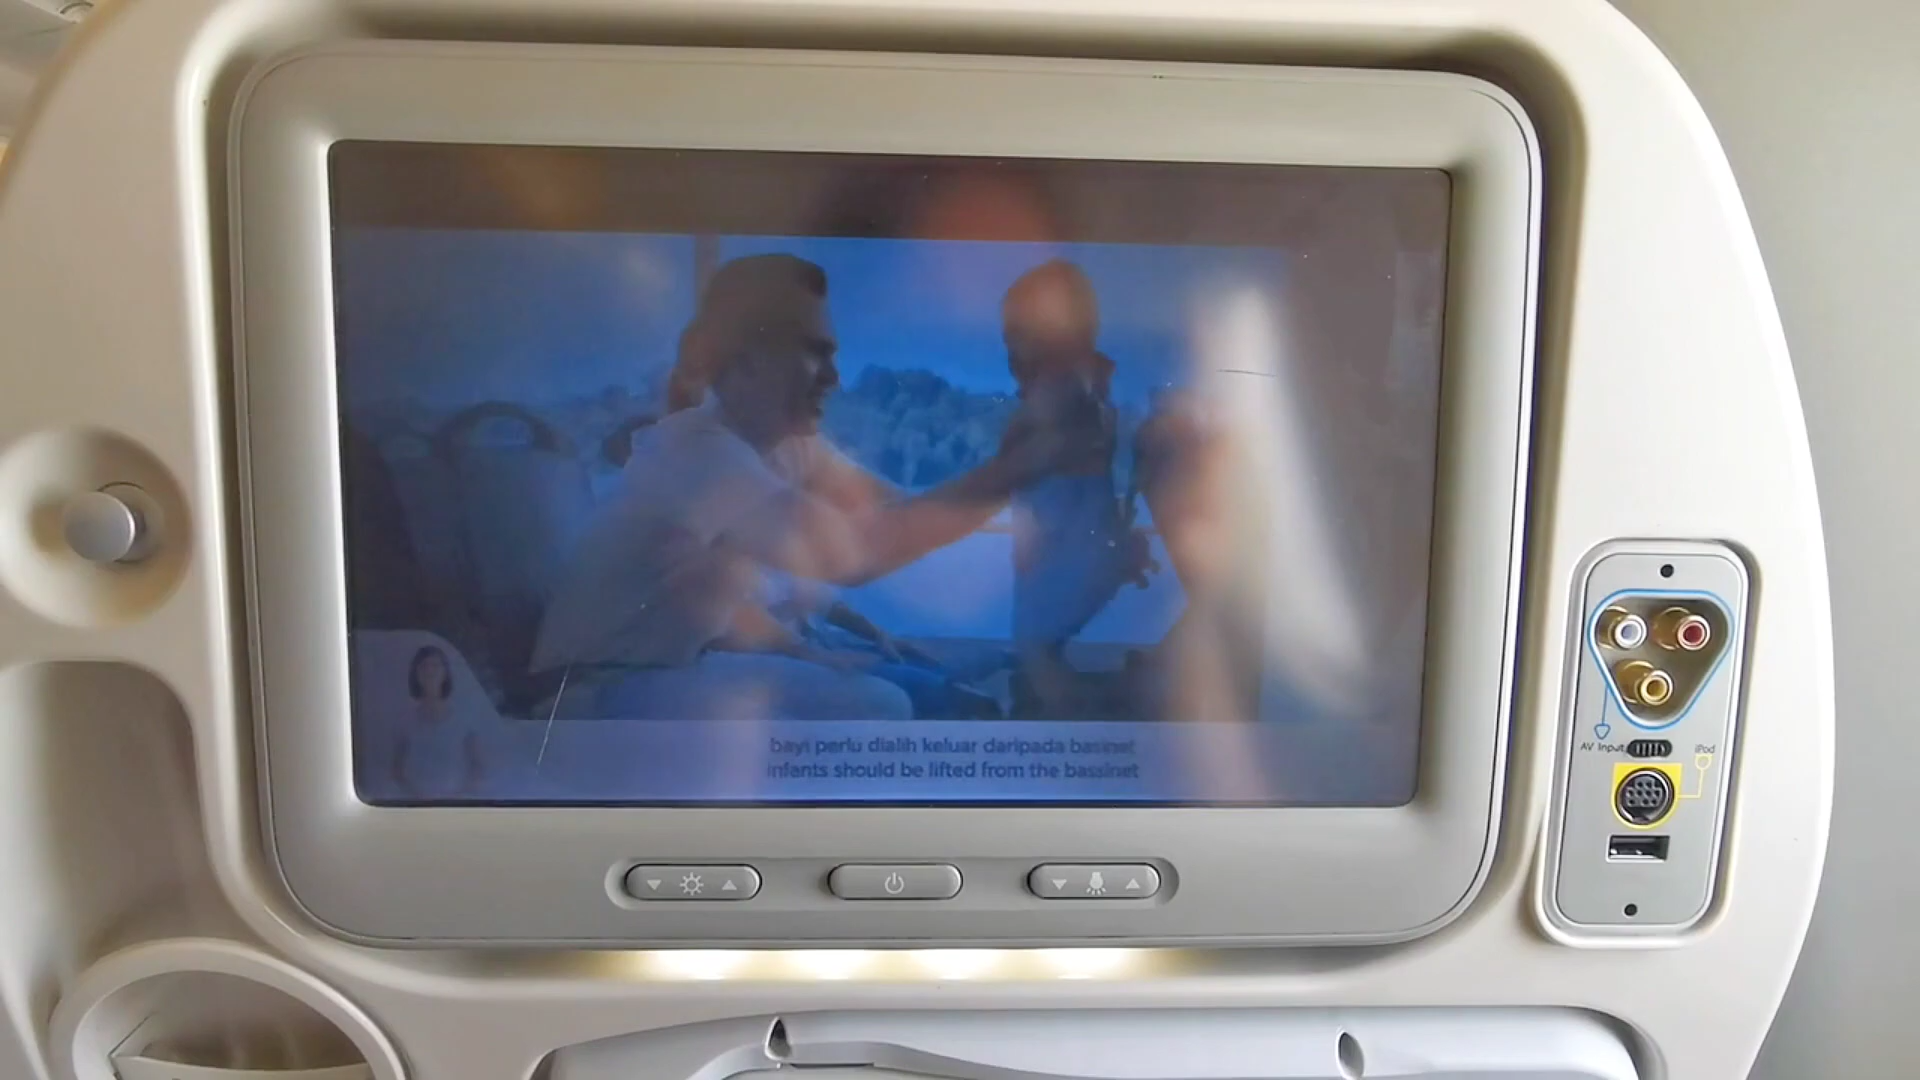 bayi perlu dialih keluar daripada basinet
infants should be lifted from the bassinet
AV Input
iPod